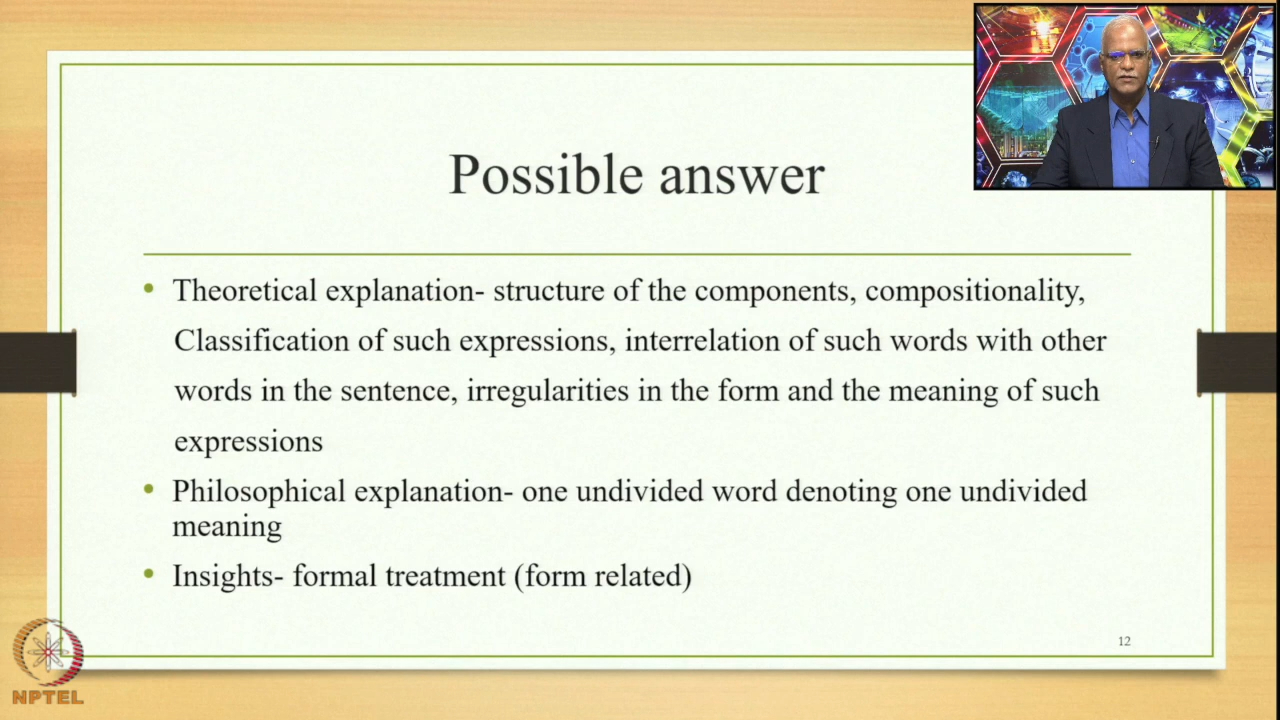 Possible answer
• Theoretical explanation- structure of the components, compositionality,
Classification of such expressions, interrelation of such words with other
words in the sentence, irregularities in the form and the meaning of such
expressions
• Philosophical explanation- one undivided word denoting one undivided
meaning
• Insights- formal treatment (form related)
12
NPTEL